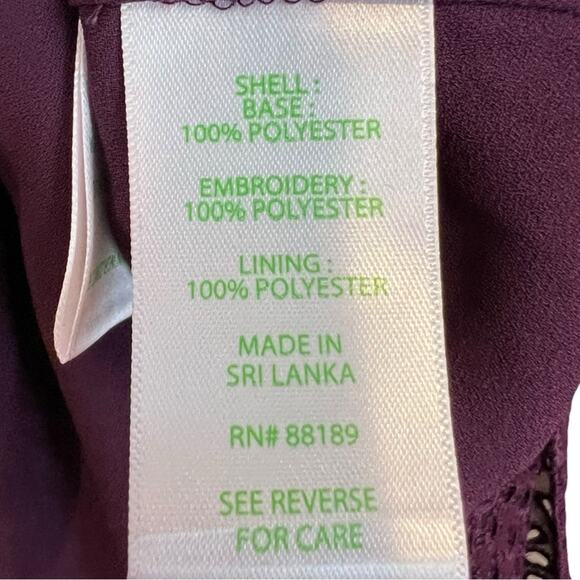 SHELL :
BASE :
100% POLYESTER
EMBROIDERY :
100% POLYESTER
LINING :
100% POLYESTER
MADE IN
SRI LANKA
RN# 88189
SEE REVERSE
FOR CARE